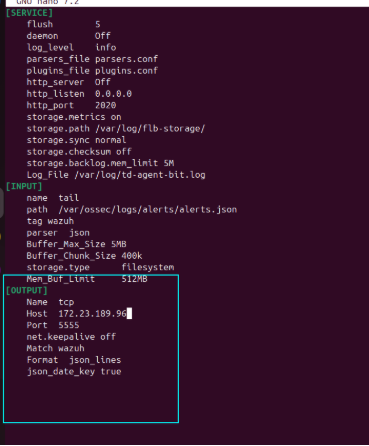 GNU nano 7.2
[SERVICE]
flush 5
daemon Off
log_level info
parsers_file parsers.conf
plugins_file plugins.conf
http_server Off
http_listen 0.0.0.0
http_port 2020
storage.metrics on
storage.path /var/log/flb-storage/
storage.sync normal
storage.checksum off
storage.backlog.mem_limit 5M
Log_File /var/log/td-agent-bit.log
[INPUT]
name tail
path /var/ossec/logs/alerts/alerts.json
tag wazuh
parser json
Buffer_Max_Size 5MB
Buffer_Chunk_Size 400k
storage.type filesystem
Mem_Buf_Limit 512MB
[OUTPUT]
Name tcp
Host 172.23.189.96
Port 5555
net.keepalive off
Match wazuh
Format json_lines
json_date_key true